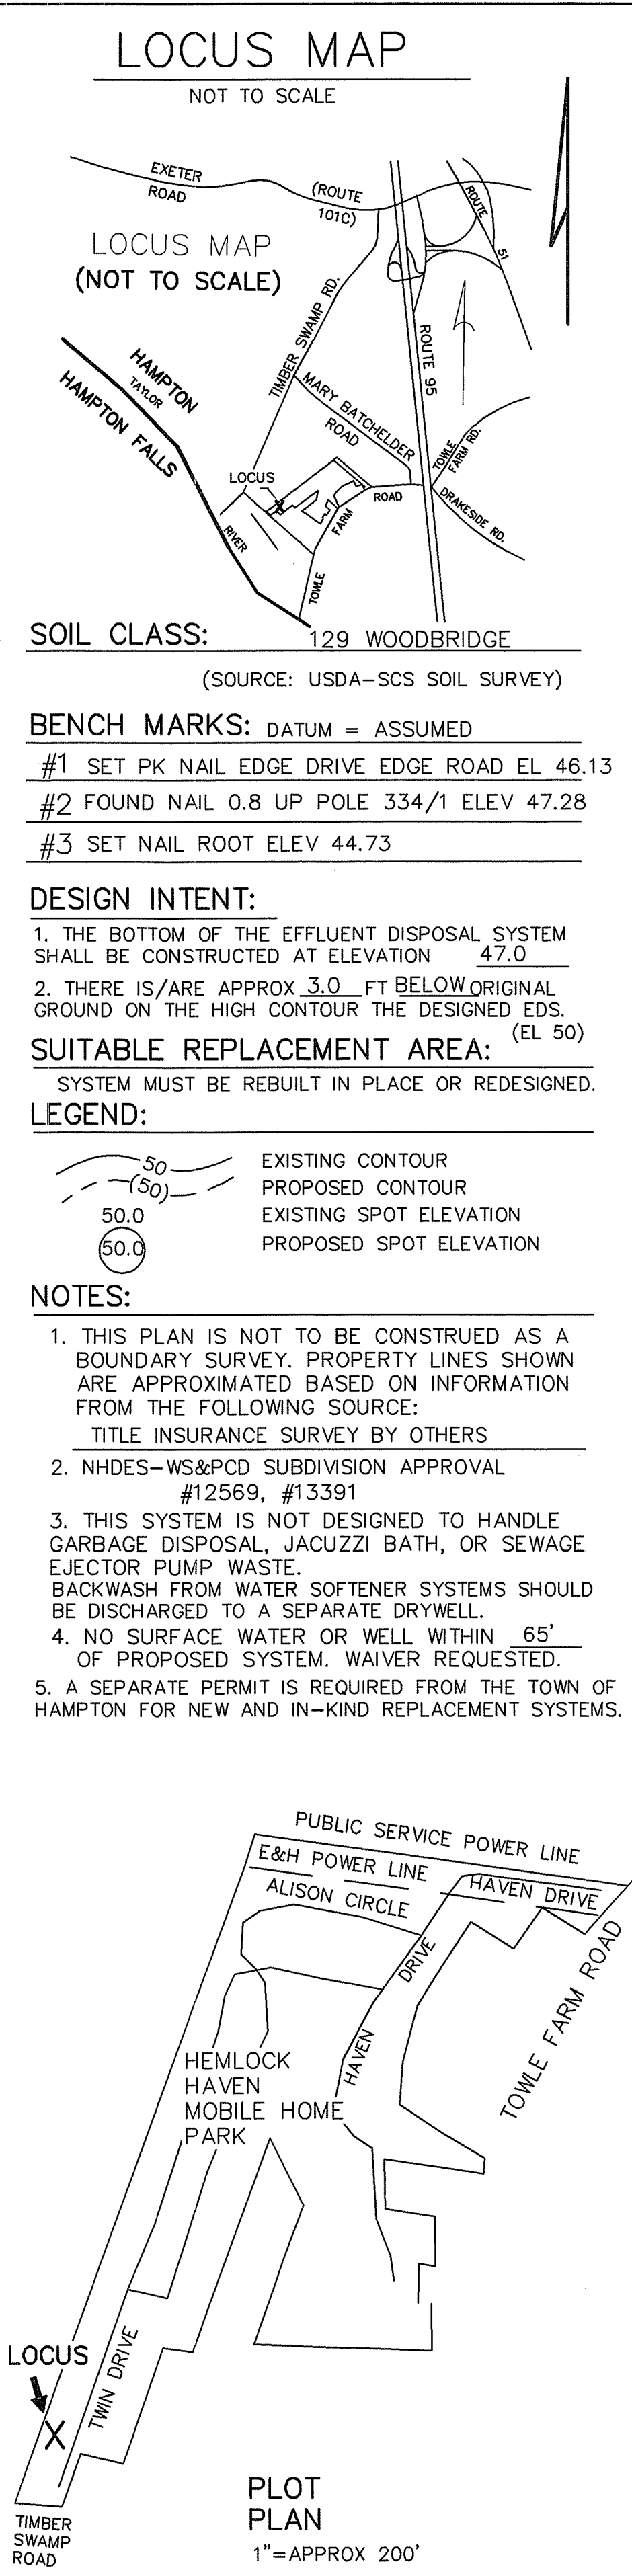 LOCUS MAP
NOT TO SCALE
EXETER
ROAD
(ROUTE
101C)
ROUTE
51
LOCUS MAP
(NOT TO SCALE)
TIMBER SWAMP RD.
ROUTE 95
HAMPTON
TAYLOR
HAMPTON FALLS
MARY BATCHELDER
ROAD
TOWLE
FARM RD.
LOCUS
ROAD
DRAKESIDE RD.
RIVER
FARM
TOWLE
SOIL CLASS: 129 WOODBRIDGE
(SOURCE: USDA-SCS SOIL SURVEY)
BENCH MARKS: DATUM = ASSUMED
#1 SET PK NAIL EDGE DRIVE EDGE ROAD EL 46.13
#2 FOUND NAIL 0.8 UP POLE 334/1 ELEV 47.28
#3 SET NAIL ROOT ELEV 44.73
DESIGN INTENT:
1. THE BOTTOM OF THE EFFLUENT DISPOSAL SYSTEM
SHALL BE CONSTRUCTED AT ELEVATION 47.0
2. THERE IS/ARE APPROX 3.0 FT BELOW ORIGINAL
GROUND ON THE HIGH CONTOUR THE DESIGNED EDS.
(EL 50)
SUITABLE REPLACEMENT AREA:
SYSTEM MUST BE REBUILT IN PLACE OR REDESIGNED.
LEGEND:
50 EXISTING CONTOUR
(50) PROPOSED CONTOUR
50.0 EXISTING SPOT ELEVATION
50.0 PROPOSED SPOT ELEVATION
NOTES:
1. THIS PLAN IS NOT TO BE CONSTRUED AS A
BOUNDARY SURVEY. PROPERTY LINES SHOWN
ARE APPROXIMATED BASED ON INFORMATION
FROM THE FOLLOWING SOURCE:
TITLE INSURANCE SURVEY BY OTHERS
2. NHDES-WS&PCD SUBDIVISION APPROVAL
#12569, #13391
3. THIS SYSTEM IS NOT DESIGNED TO HANDLE
GARBAGE DISPOSAL, JACUZZI BATH, OR SEWAGE
EJECTOR PUMP WASTE.
BACKWASH FROM WATER SOFTENER SYSTEMS SHOULD
BE DISCHARGED TO A SEPARATE DRYWELL.
4. NO SURFACE WATER OR WELL WITHIN 65'
OF PROPOSED SYSTEM. WAIVER REQUESTED.
5. A SEPARATE PERMIT IS REQUIRED FROM THE TOWN OF
HAMPTON FOR NEW AND IN-KIND REPLACEMENT SYSTEMS.
PUBLIC SERVICE POWER LINE
E&H POWER LINE
HAVEN DRIVE
ALISON CIRCLE
HAVEN DRIVE
TOWLE FARM ROAD
HEMLOCK
HAVEN
MOBILE HOME
PARK
LOCUS
X
TWIN DRIVE
TIMBER
SWAMP
ROAD
PLOT
PLAN
1"=APPROX 200'